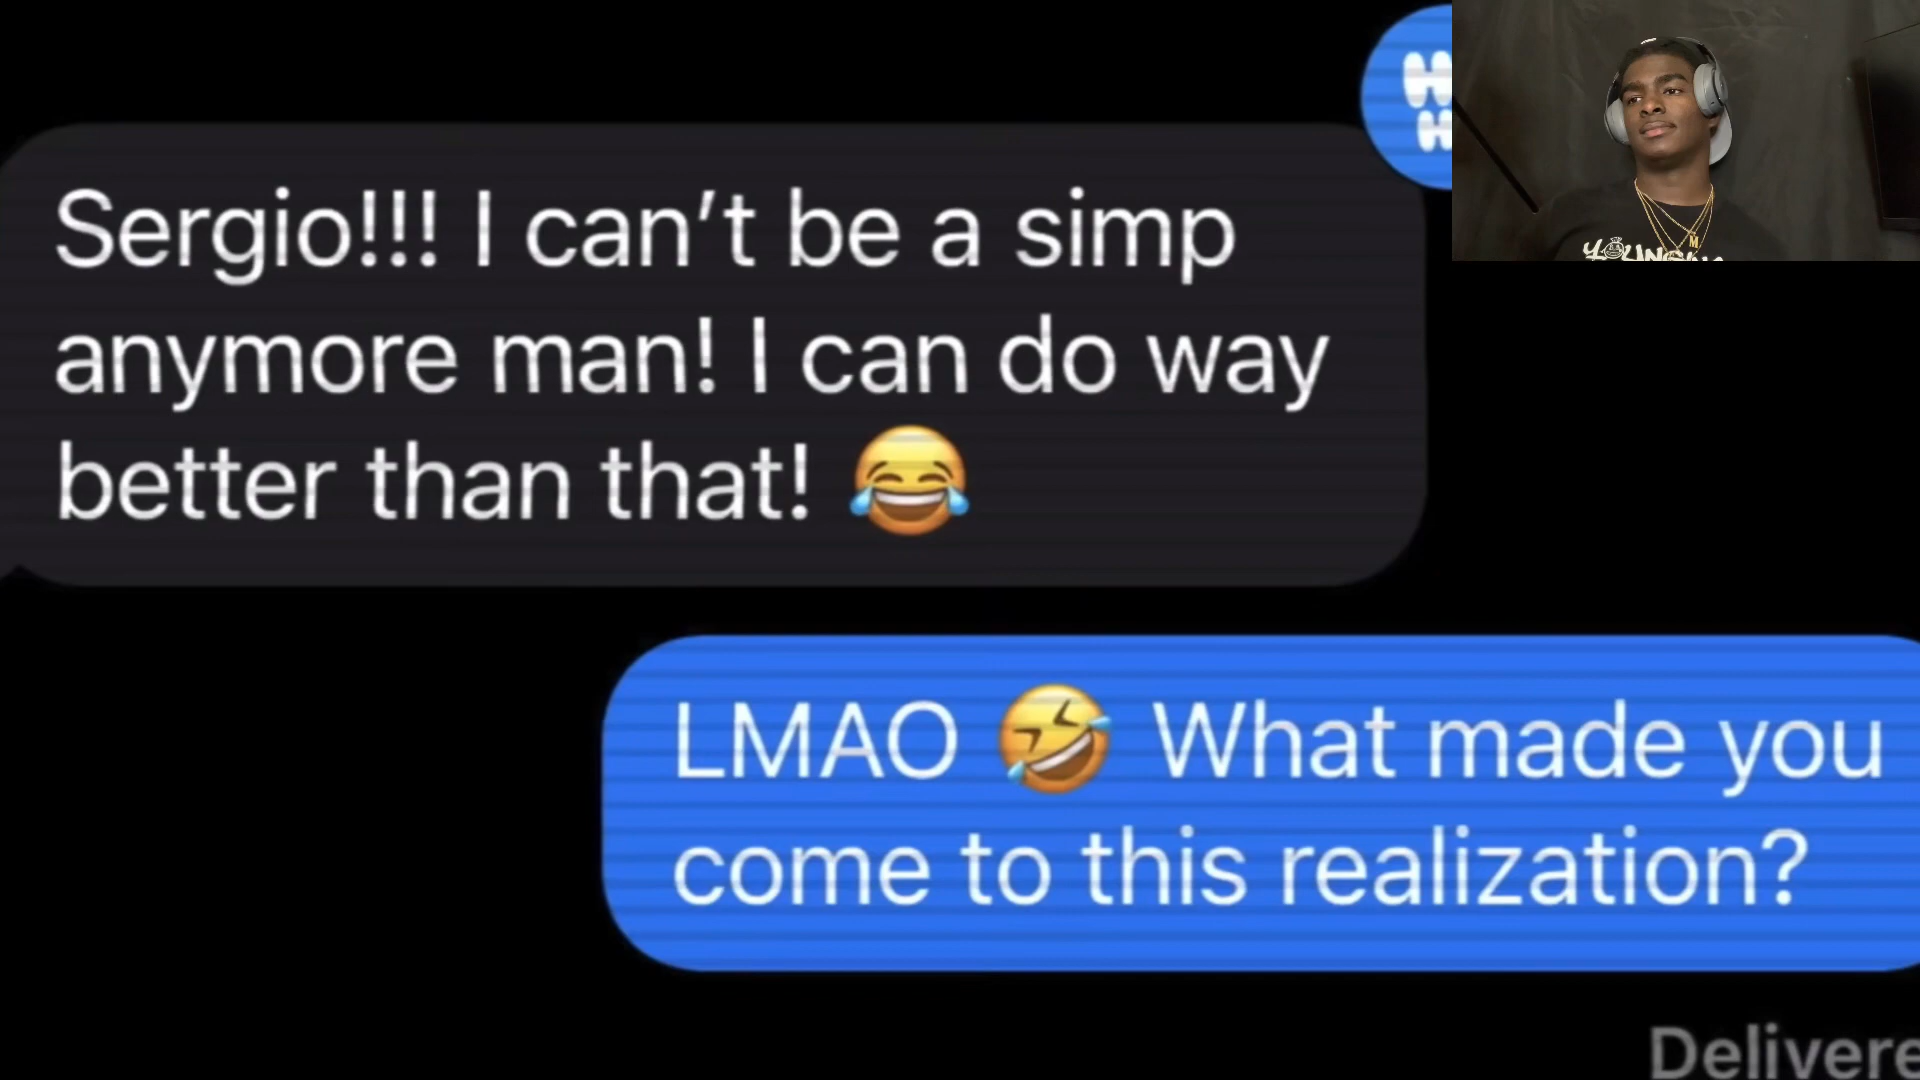 Sergio!!! I can't be a simp
anymore man! I can do way
better than that! 😂
LMAO 🤣 What made you
come to this realization?